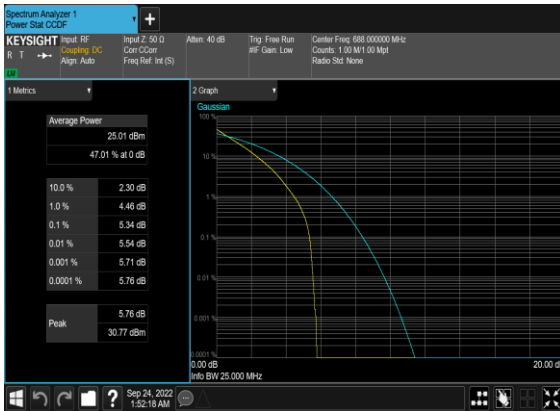 Spectrum Analyzer 1
Power Stat CCDF
+
KEYSIGHT
R T
LW
Input: RF
Coupling: DC
Align: Auto
Input Z: 50 Ω
Corr CCorr
Freq Ref: Int (S)
Atten: 40 dB
Trig: Free Run
#IF Gain: Low
Center Freq: 688.000000 MHz
Counts: 1.00 M/1.00 Mpt
Radio Std: None
1 Metrics
Average Power
25.01 dBm
47.01 % at 0 dB
10.0 % 2.30 dB
1.0 % 4.46 dB
0.1 % 5.34 dB
0.01 % 5.54 dB
0.001 % 5.71 dB
0.0001 % 5.76 dB
Peak
5.76 dB
30.77 dBm
2 Graph
Gaussian
100 %
10 %
1 %
0.1 %
0.01 %
0.001 %
0.0001 %
0.00 dB
20.00 d
Info BW 25.000 MHz
?
Sep 24, 2022
1:52:18 AM